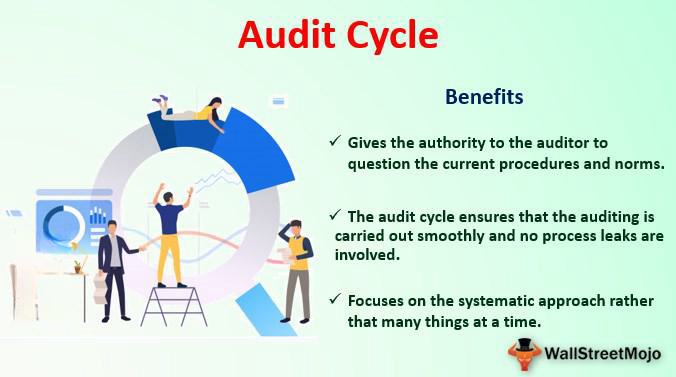 Audit Cycle
Benefits
✓ Gives the authority to the auditor to
question the current procedures and norms.
✓ The audit cycle ensures that the auditing is
carried out smoothly and no process leaks are
involved.
✓ Focuses on the systematic approach rather
that many things at a time.
WallStreetMojo